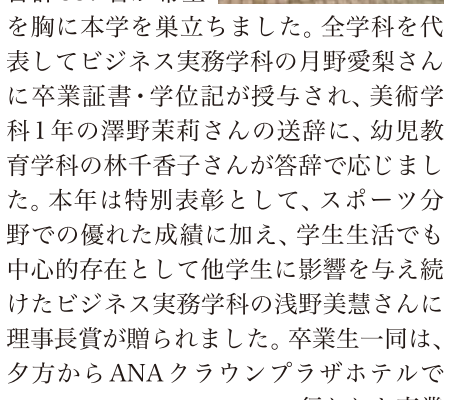 を胸に本学を巣立ちました。全学科を代
表してビジネス実務学科の月野愛梨さん
に卒業証書・学位記が授与され、美術学
科1年の澤野茉莉さんの送辞に、幼児教
育学科の林千香子さんが答辞で応じまし
た。本年は特別表彰として、スポーツ分
野での優れた成績に加え、学生生活でも
中心的存在として他学生に影響を与え続
けたビジネス実務学科の浅野美慧さんに
理事長賞が贈られました。卒業生一同は、
夕方からANAクラウンプラザホテルで